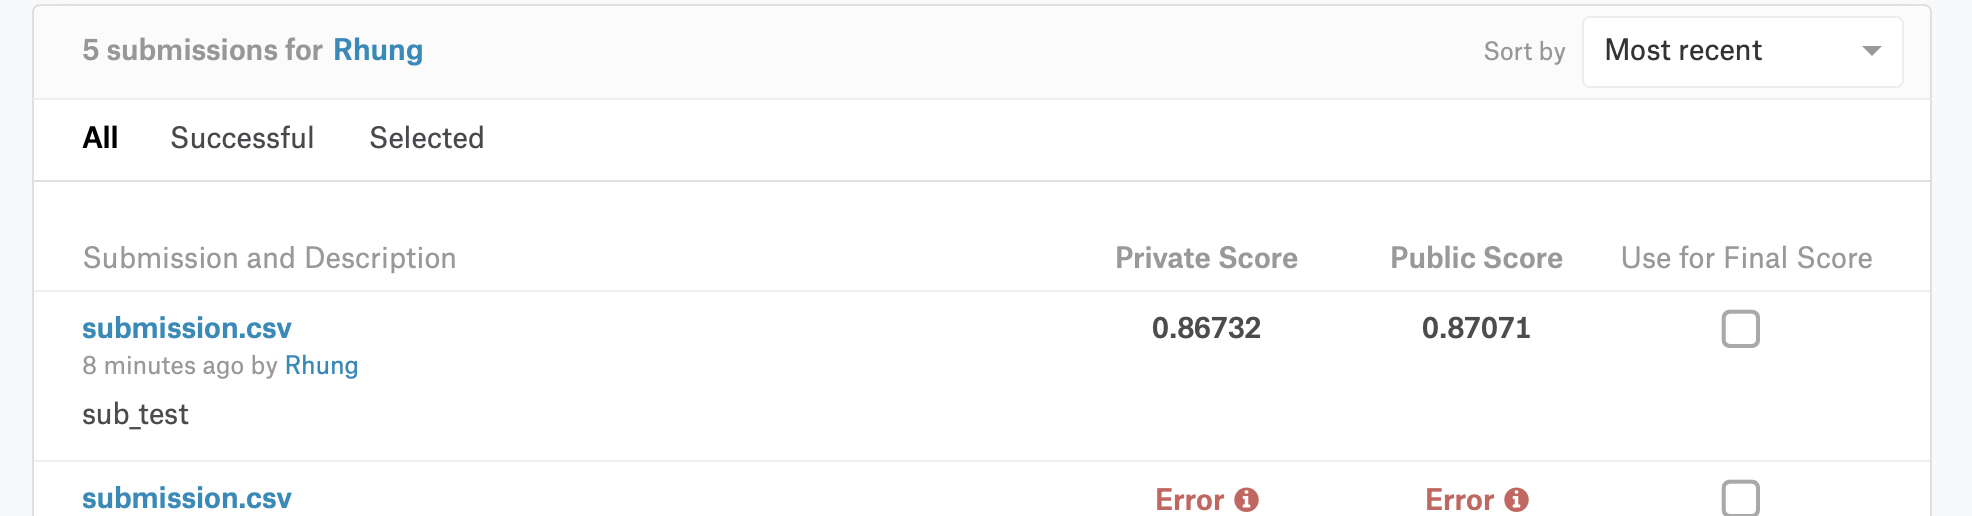 5 submissions for Rhung
Sort by Most recent
All Successful Selected
Submission and Description Private Score Public Score Use for Final Score
submission.csv 0.86732 0.87071
8 minutes ago by Rhung
sub_test
submission.csv Error Error